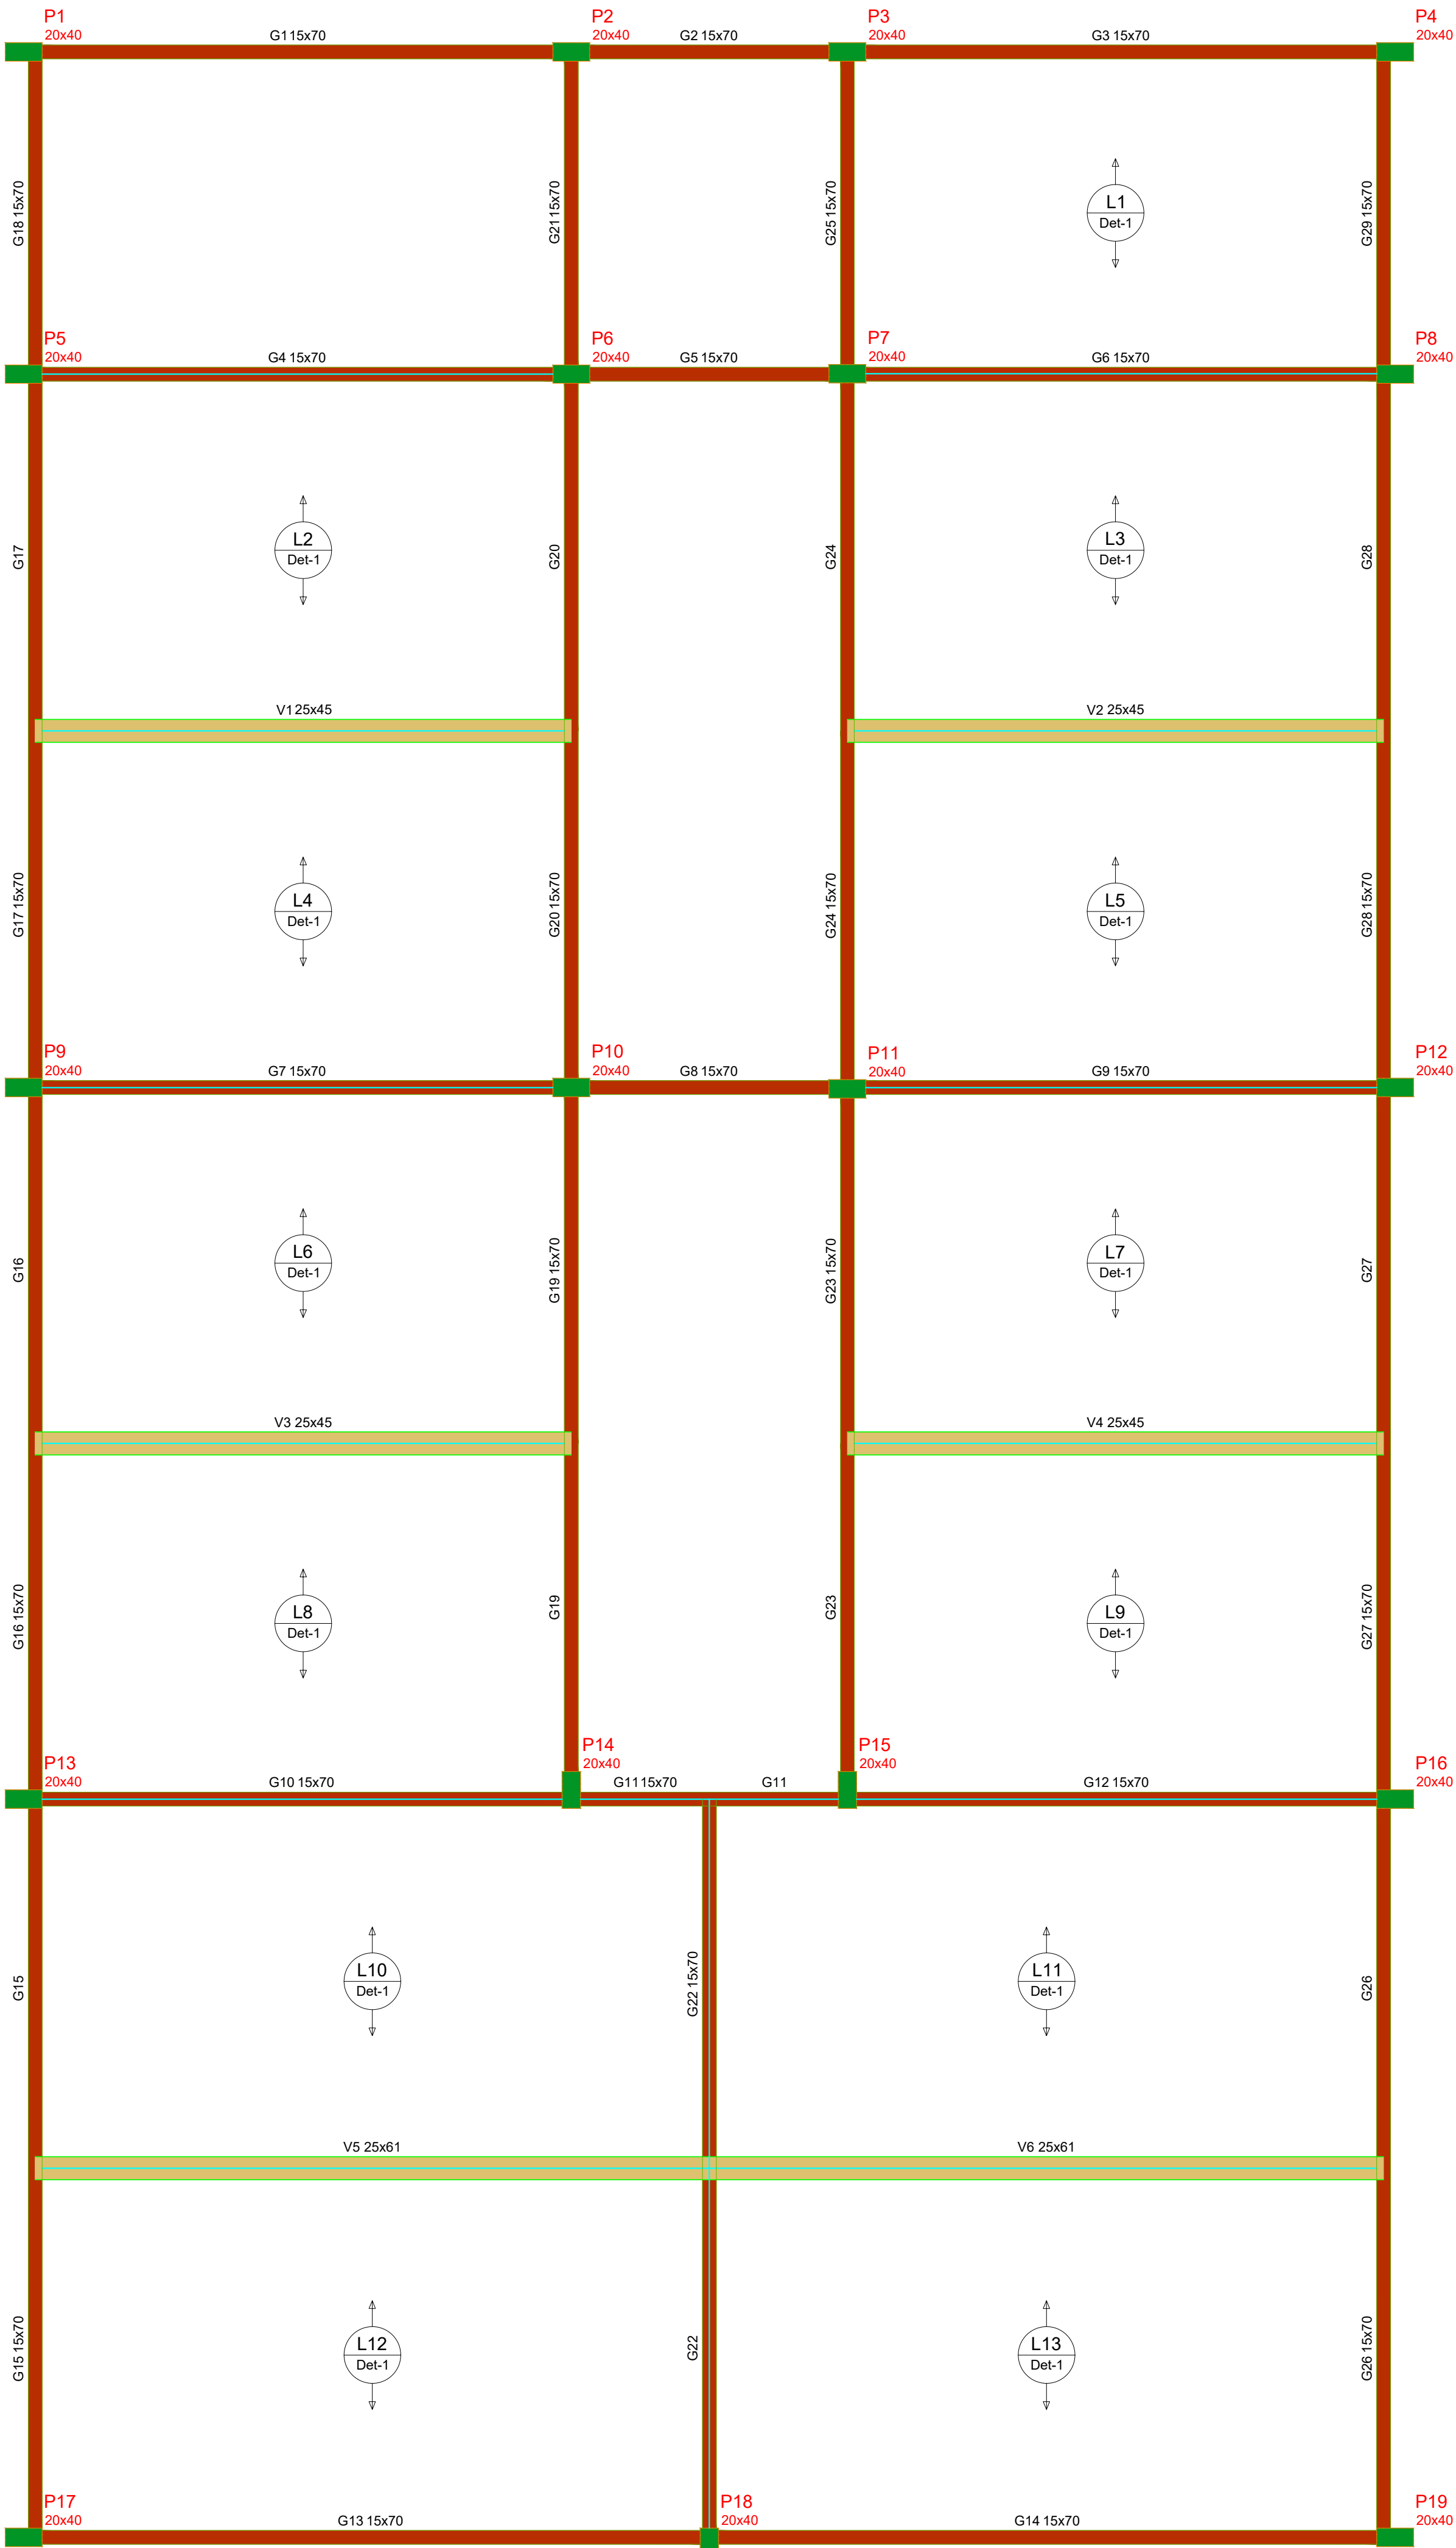 P1
20x40
G1 15x70
P2
20x40
G2 15x70
P3
20x40
G3 15x70
P4
20x40
G18 15x70
G21 15x70
G25 15x70
L1
Det-1
G29 15x70
P5
20x40
G4 15x70
P6
20x40
G5 15x70
P7
20x40
G6 15x70
P8
20x40
G17
L2
Det-1
G20
G24
L3
Det-1
G28
V1 25x45
V2 25x45
G17 15x70
L4
Det-1
G20 15x70
G24 15x70
L5
Det-1
G28 15x70
P9
20x40
G7 15x70
P10
20x40
G8 15x70
P11
20x40
G9 15x70
P12
20x40
G16
L6
Det-1
G19 15x70
G23 15x70
L7
Det-1
G27
V3 25x45
V4 25x45
G16 15x70
L8
Det-1
G19
G23
L9
Det-1
G27 15x70
P13
20x40
G10 15x70
P14
20x40
G11 15x70
G11
P15
20x40
G12 15x70
P16
20x40
G15
L10
Det-1
G22 15x70
L11
Det-1
G26
V5 25x61
V6 25x61
G15 15x70
L12
Det-1
G22
L13
Det-1
G26 15x70
P17
20x40
G13 15x70
P18
20x40
G14 15x70
P19
20x40